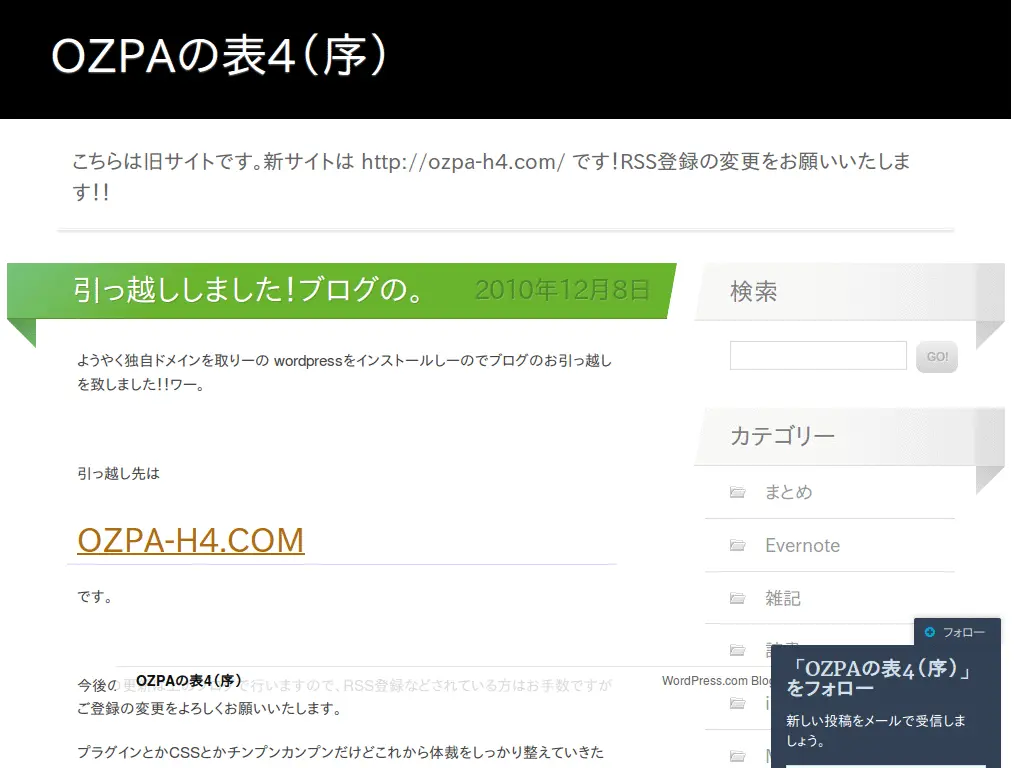 OZPAの表4(序)
こちらは旧サイトです。新サイトは http://ozpa-h4.com/ です!RSS登録の変更をお願いいたしま
す!!
引っ越ししました!ブログの。 2010年12月8日
ようやく独自ドメインを取りーの wordpressをインストールしーのでブログのお引っ越し
を致しました!!ワー。
引っ越し先は
OZPA-H4.COM
です。
今後の更新は上のブログで行いますので、RSS登録などされている方はお手数ですが
ご登録の変更をよろしくお願いいたします。
プラグインとかCSSとかチンプンカンプンだけどこれから体裁をしっかり整えていきた
検索
GO!
カテゴリー
まとめ
Evernote
雑記
読書
OZPAの表4(序)
WordPress.com Blog
フォロー
「OZPAの表4(序)」
をフォロー
新しい投稿をメールで受信しま
しょう。